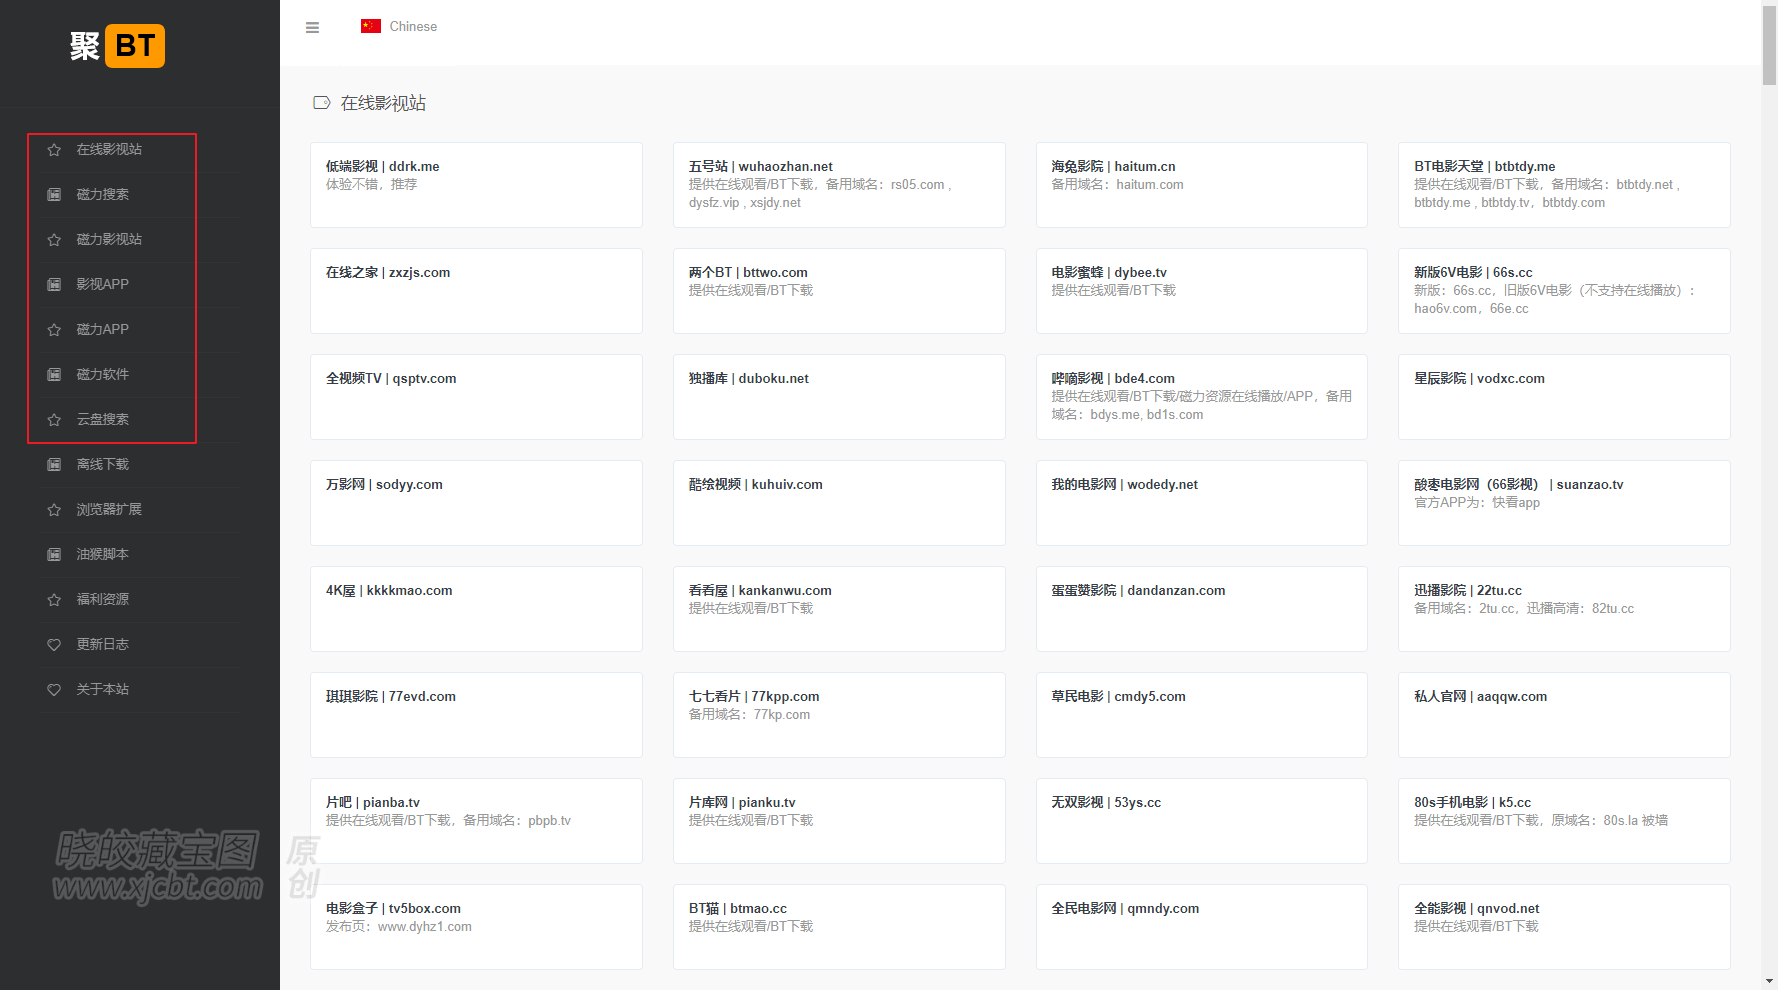 聚 BT
Chinese
在线影视站
磁力搜索
磁力影视站
影视APP
磁力APP
磁力软件
云盘搜索
离线下载
浏览器扩展
油猴脚本
福利资源
更新日志
关于本站
在线影视站
低端影视 | ddrk.me
体验不错，推荐
五号站 | wuhaozhan.net
提供在线观看/BT下载，备用域名：rs05.com ,
dysfz.vip , xsjdy.net
海兔影院 | haitum.cn
备用域名：haitum.com
BT电影天堂 | btbtdy.me
提供在线观看/BT下载，备用域名：btbtdy.net ,
btbtdy.me , btbtdy.tv，btbtdy.com
在线之家 | zxzjs.com
两个BT | bttwo.com
提供在线观看/BT下载
电影蜜蜂 | dybee.tv
提供在线观看/BT下载
新版6V电影 | 66s.cc
新版：66s.cc，旧版6V电影（不支持在线播放）：
hao6v.com，66e.cc
全视频TV | qsptv.com
独播库 | duboku.net
哔嘀影视 | bde4.com
提供在线观看/BT下载/磁力资源在线播放/APP，备用
域名：bdys.me, bd1s.com
星辰影院 | vodxc.com
万影网 | sodyy.com
酷绘视频 | kuhuiv.com
我的电影网 | wodedy.net
酸枣电影网（66影视） | suanzao.tv
官方APP为：快看app
4K屋 | kkkkmao.com
看看屋 | kankanwu.com
提供在线观看/BT下载
蛋蛋赞影院 | dandanzan.com
迅播影院 | 22tu.cc
备用域名：2tu.cc，迅播高清：82tu.cc
琪琪影院 | 77evd.com
七七看片 | 77kpp.com
备用域名：77kp.com
草民电影 | cmdy5.com
私人官网 | aaqqw.com
片吧 | pianba.tv
提供在线观看/BT下载，备用域名：pbpb.tv
片库网 | pianku.tv
提供在线观看/BT下载
无双影视 | 53ys.cc
80s手机电影 | k5.cc
提供在线观看/BT下载，原域名：80s.la 被墙
电影盒子 | tv5box.com
发布页：www.dyhz1.com
BT猫 | btmao.cc
提供在线观看/BT下载
全民电影网 | qmndy.com
全能影视 | qnvod.net
提供在线观看/BT下载
晓皎藏宝图
www.xjcbt.com
原
创